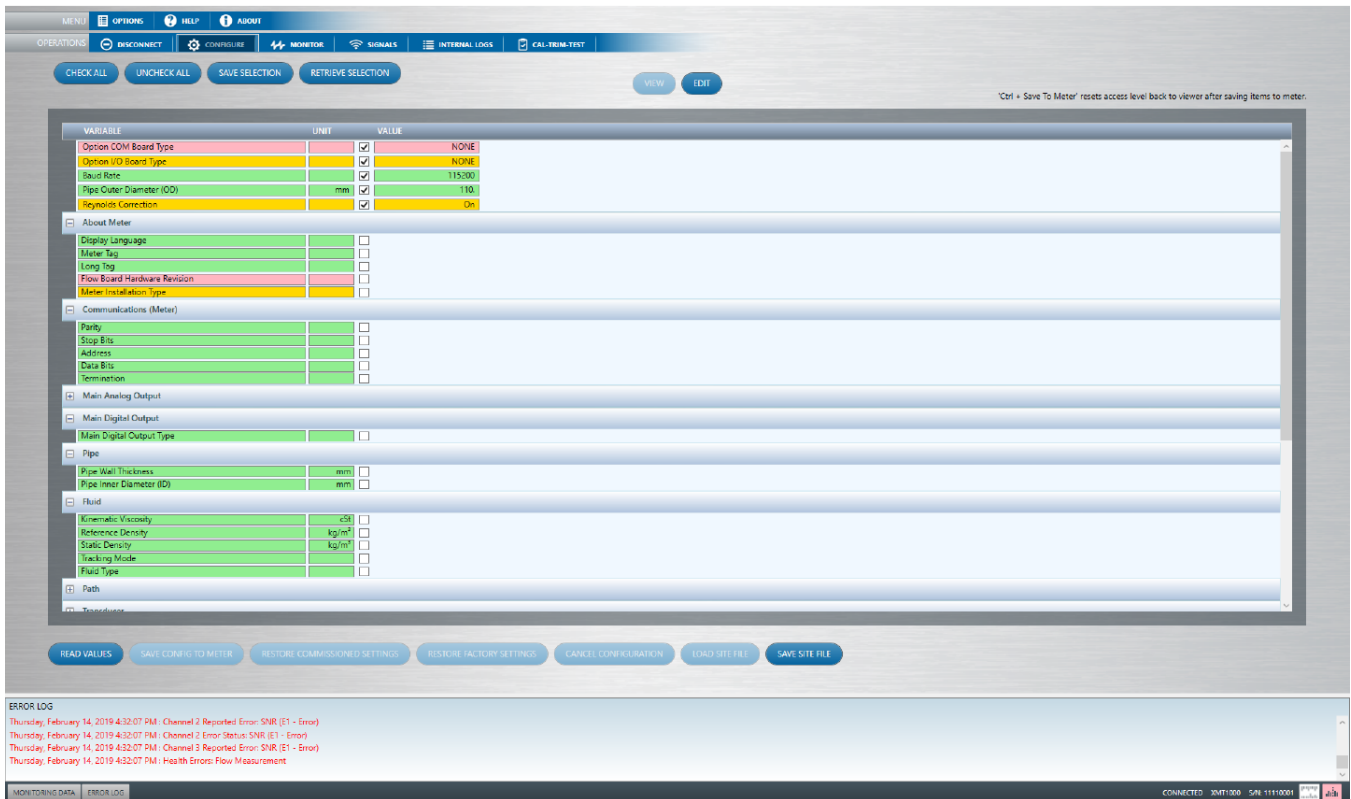 MENU OPTIONS HELP ABOUT
OPERATIONS DISCONNECT CONFIGURE MONITOR SIGNALS INTERNAL LOGS CAL-TRIM-TEST
CHECK ALL UNCHECK ALL SAVE SELECTION RETRIEVE SELECTION
VIEW EDIT
'Ctrl + Save To Meter' resets access level back to viewer after saving items to meter.
VARIABLE UNIT VALUE
Option COM Board Type NONE
Option I/O Board Type NONE
Baud Rate 115200
Pipe Outer Diameter (OD) mm 110.
Reynolds Correction On
About Meter
Display Language
Meter Tag
Long Tag
Flow Board Hardware Revision
Meter Installation Type
Communications (Meter)
Parity
Stop Bits
Address
Data Bits
Termination
Main Analog Output
Main Digital Output
Main Digital Output Type
Pipe
Pipe Wall Thickness mm
Pipe Inner Diameter (ID) mm
Fluid
Kinematic Viscosity cSt
Reference Density kg/m³
Static Density kg/m³
Tracking Mode
Fluid Type
Path
Transducer
READ VALUES SAVE CONFIG TO METER RESTORE COMMISSIONED SETTINGS RESTORE FACTORY SETTINGS CANCEL CONFIGURATION LOAD SITE FILE SAVE SITE FILE
ERROR LOG
Thursday, February 14, 2019 4:32:07 PM : Channel 2 Reported Error: SNR (E1 - Error)
Thursday, February 14, 2019 4:32:07 PM : Channel 2 Error Status: SNR (E1 - Error)
Thursday, February 14, 2019 4:32:07 PM : Channel 3 Reported Error: SNR (E1 - Error)
Thursday, February 14, 2019 4:32:07 PM : Health Errors: Flow Measurement
MONITORING DATA ERROR LOG CONNECTED XMT1000 S/N: 11110001